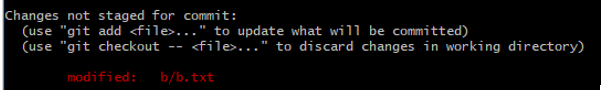 Changes not staged for commit:
  (use "git add <file>..." to update what will be committed)
  (use "git checkout -- <file>..." to discard changes in working directory)
        modified:   b/b.txt